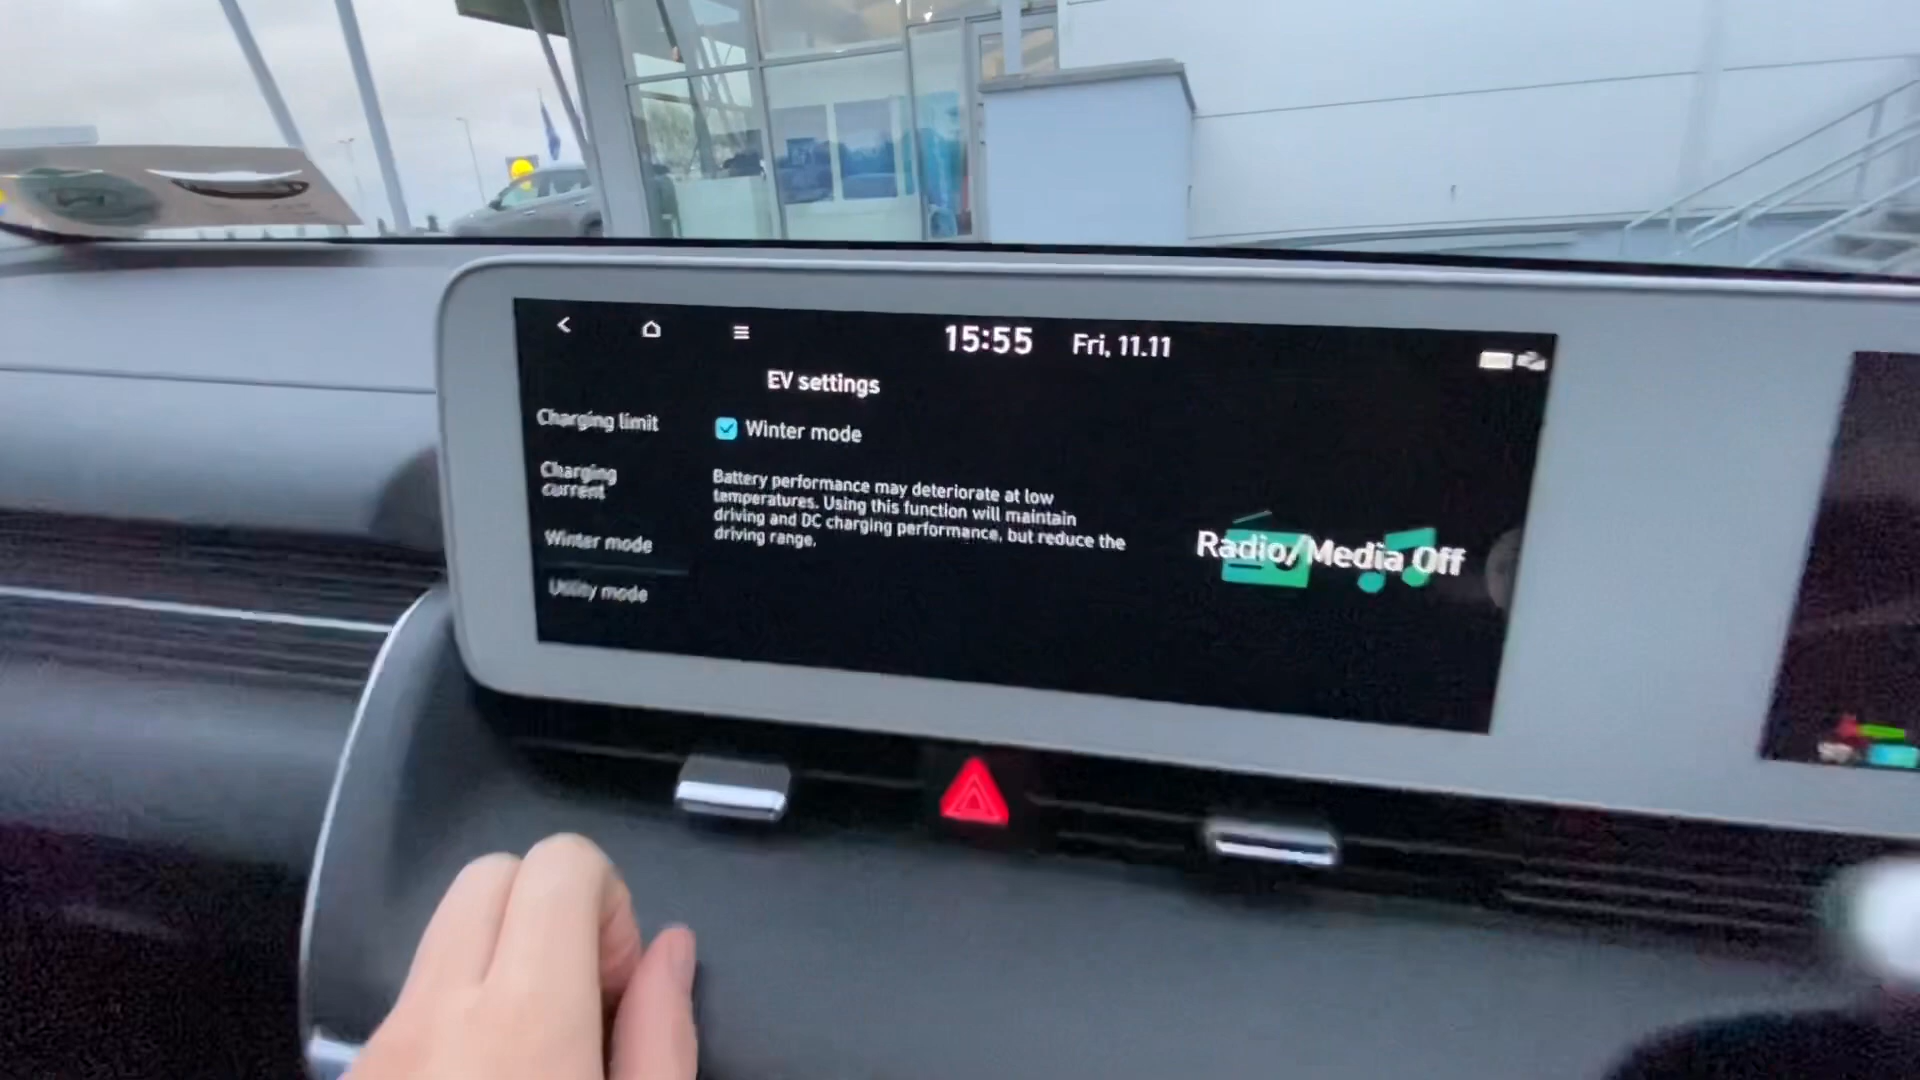 15:55 Fri, 11.11
EV settings
Charging limit
Charging
current
Winter mode
Utility mode
Winter mode
Battery performance may deteriorate at low
temperatures. Using this function will maintain
driving and DC charging performance, but reduce the
driving range.
Radio/Media Off